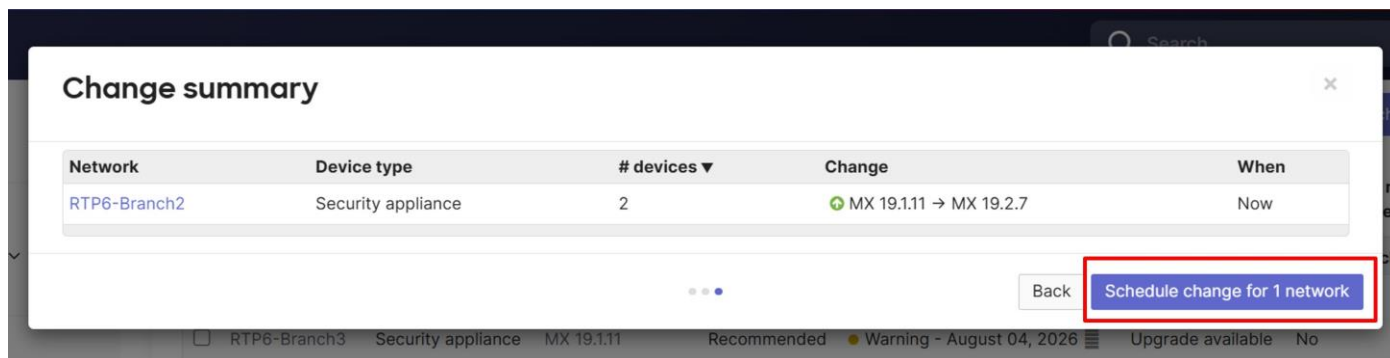 Search
Change summary
×
Network Device type # devices ▼ Change When
RTP6-Branch2 Security appliance 2 MX 19.1.11 → MX 19.2.7 Now
Back Schedule change for 1 network
RTP6-Branch3 Security appliance MX 19.1.11 Recommended Warning - August 04, 2026 Upgrade available No